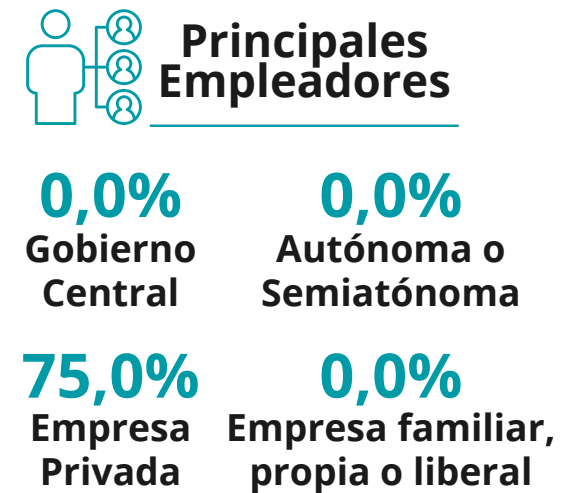 Principales
Empleadores
0,0%
Gobierno
Central
0,0%
Autónoma o
Semiatónoma
75,0%
Empresa
Privada
0,0%
Empresa familiar,
propia o liberal